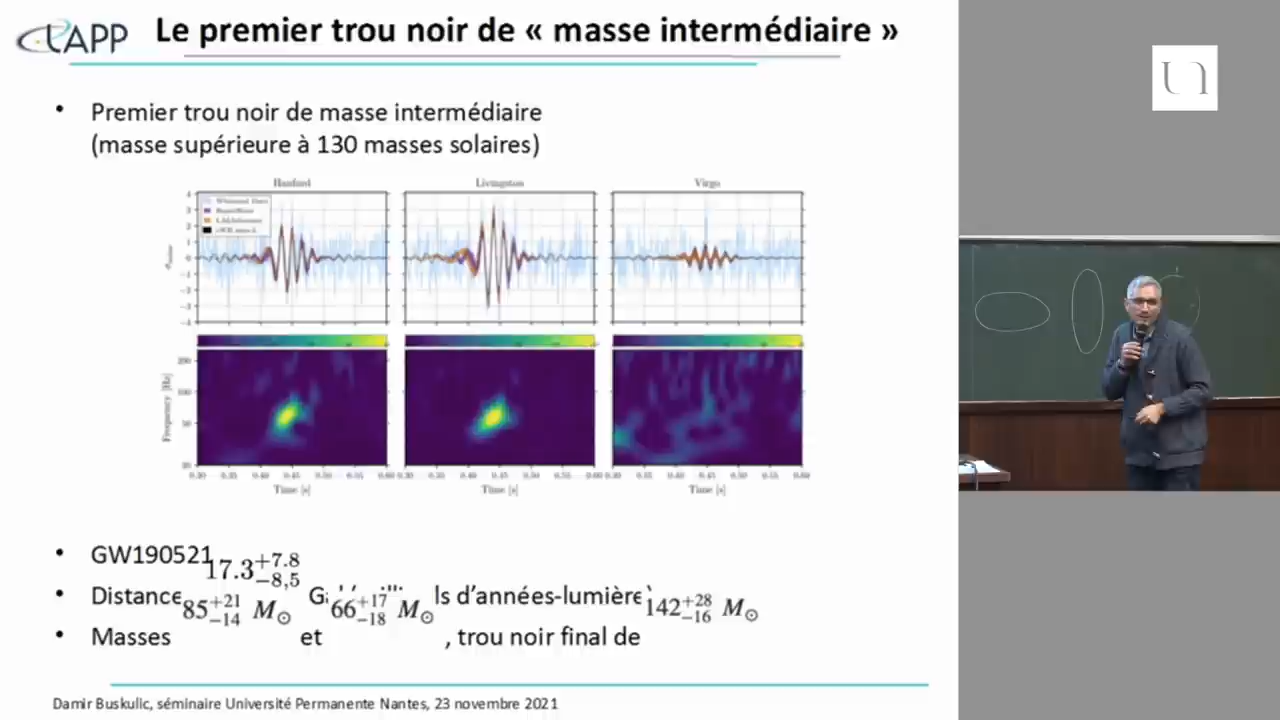 LAPP
Le premier trou noir de « masse intermédiaire »
• Premier trou noir de masse intermédiaire
(masse supérieure à 130 masses solaires)
Hanford Livingston Virgo
Frequency [Hz]
Time [s] Time [s] Time [s]
• GW190521
17.3 +7.8 −8,5
• Distance ls d’années-lumière
85 +21 −14 M⊙ 66 +17 −18 M⊙ 142 +28 −16 M⊙
• Masses et , trou noir final de
Damir Buskulic, séminaire Université Permanente Nantes, 23 novembre 2021